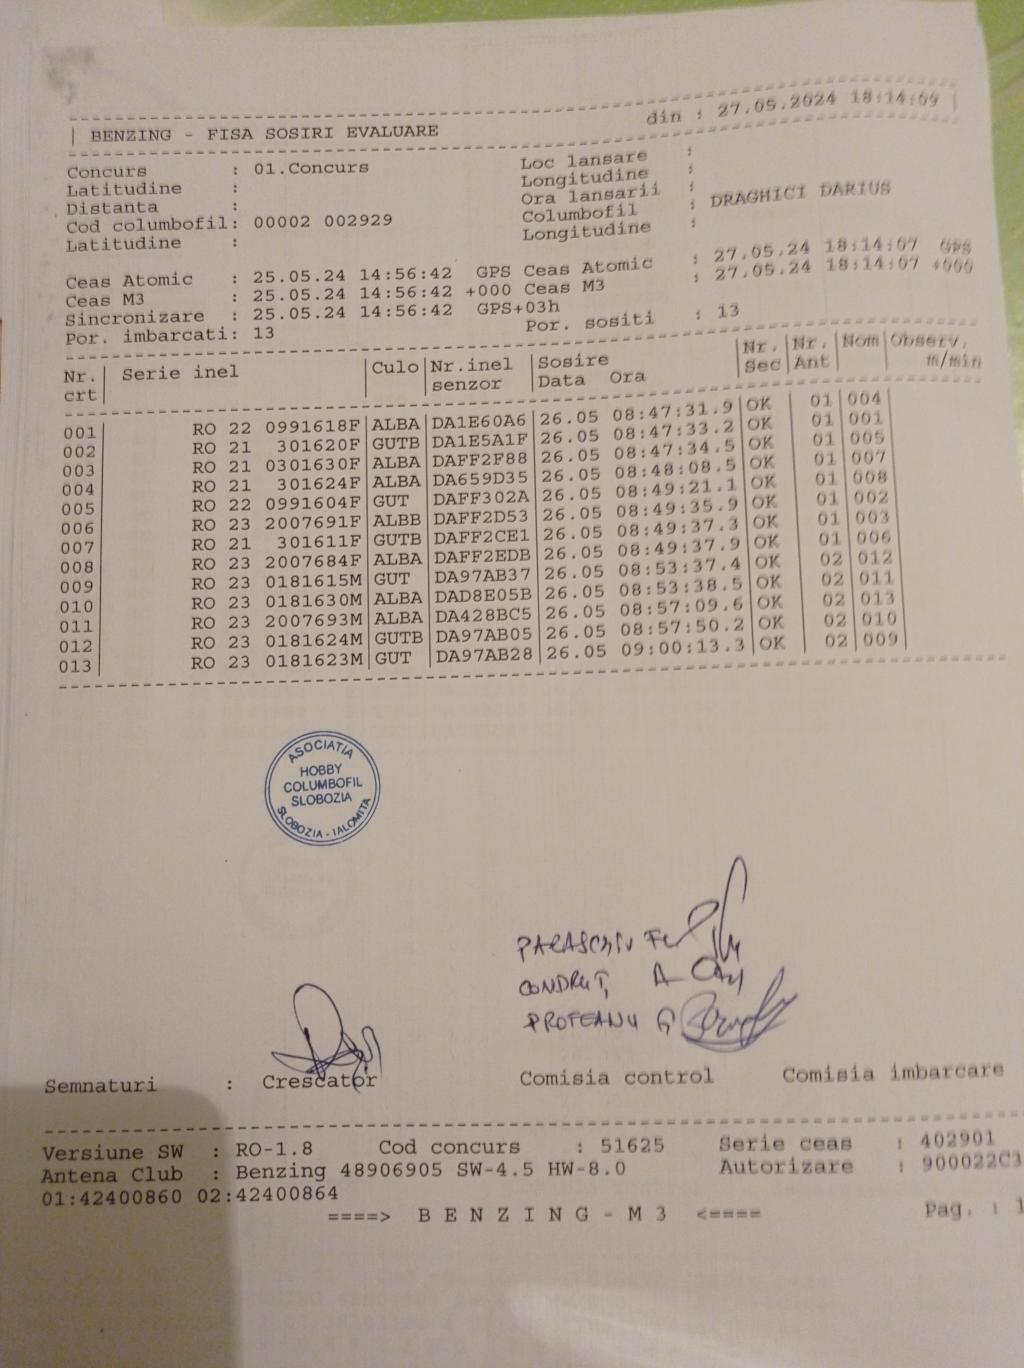 din : 27.05.2024 18:14:09 |
| BENZING - FISA SOSIRI EVALUARE
Concurs : 01.Concurs Loc lansare :
Latitudine : Longitudine :
Distanta : Ora lansarii :
Cod columbofil: 00002 002929 Columbofil : DRAGHICI DARIUS
Latitudine : Longitudine :
Ceas Atomic : 25.05.24 14:56:42 GPS Ceas Atomic : 27.05.24 18:14:07 GPS
Ceas M3 : 25.05.24 14:56:42 +000 Ceas M3 : 27.05.24 18:14:07 +000
Sincronizare : 25.05.24 14:56:42 GPS+03h
Por. imbarcati: 13 Por. sositi : 13
Nr. | Serie inel | Culo | Nr.inel | Sosire | Nr. | Nr. | Nom | Observ.
crt | senzor | Data Ora | Sec | Ant | m/min
001 | RO 22 0991618F | ALBA | DA1E60A6 | 26.05 08:47:31.9 | OK | 01 | 004 |
002 | RO 21 301620F | GUTB | DA1E5A1F | 26.05 08:47:33.2 | OK | 01 | 001 |
003 | RO 21 0301630F | ALBA | DAFF2F88 | 26.05 08:47:34.5 | OK | 01 | 005 |
004 | RO 21 301624F | ALBA | DA659D35 | 26.05 08:48:08.5 | OK | 01 | 007 |
005 | RO 22 0991604F | GUT | DAFF302A | 26.05 08:49:21.1 | OK | 01 | 008 |
006 | RO 23 2007691F | ALBB | DAFF2D53 | 26.05 08:49:35.9 | OK | 01 | 002 |
007 | RO 21 301611F | GUTB | DAFF2CE1 | 26.05 08:49:37.3 | OK | 01 | 003 |
008 | RO 23 2007684F | ALBA | DAFF2EDB | 26.05 08:49:37.9 | OK | 01 | 006 |
009 | RO 23 0181615M | GUT | DA97AB37 | 26.05 08:53:37.4 | OK | 02 | 012 |
010 | RO 23 0181630M | ALBA | DAD8E05B | 26.05 08:53:38.5 | OK | 02 | 011 |
011 | RO 23 2007693M | ALBA | DA428BC5 | 26.05 08:57:09.6 | OK | 02 | 013 |
012 | RO 23 0181624M | GUTB | DA97AB05 | 26.05 08:57:50.2 | OK | 02 | 010 |
013 | RO 23 0181623M | GUT | DA97AB28 | 26.05 09:00:13.3 | OK | 02 | 009 |
ASOCIATIA
HOBBY
COLUMBOFIL
SLOBOZIA
SLOBOZIA - IALOMITA
PARASCHIV
CONDRUȚ A
PROTEANU G
Semnaturi : Crescator Comisia control Comisia imbarcare
Versiune SW : RO-1.8 Cod concurs : 51625 Serie ceas : 402901
Antena Club : Benzing 48906905 SW-4.5 HW-8.0 Autorizare : 900022C3
01:42400860 02:42400864
====> B E N Z I N G - M 3 <==== Pag. : 1